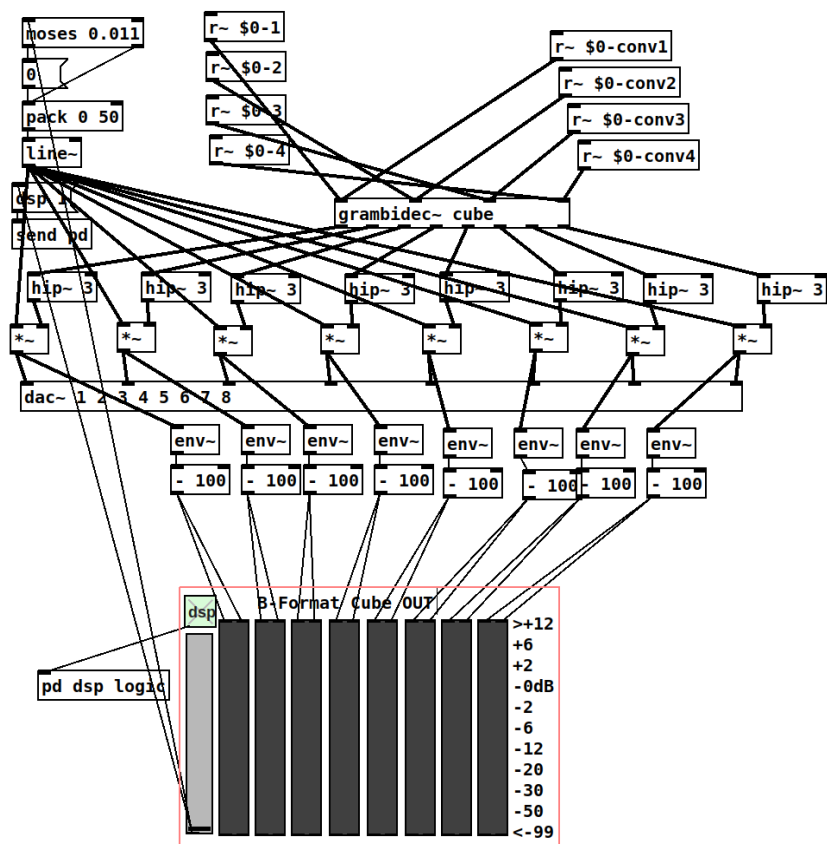 moses 0.011
0
pack 0 50
line~
dsp 1
send pd
r~ $0-1
r~ $0-2
r~ $0-3
r~ $0-4
r~ $0-conv1
r~ $0-conv2
r~ $0-conv3
r~ $0-conv4
grambidec~ cube
hip~ 3 hip~ 3 hip~ 3 hip~ 3 hip~ 3 hip~ 3 hip~ 3 hip~ 3
*~ *~ *~ *~ *~ *~ *~ *~
dac~ 1 2 3 4 5 6 7 8
env~ env~ env~ env~ env~ env~ env~ env~
- 100 - 100 - 100 - 100 - 100 - 100 - 100 - 100
dsp
B-Format Cube OUT
pd dsp logic
>+12
+6
+2
-0dB
-2
-6
-12
-20
-30
-50
<-99